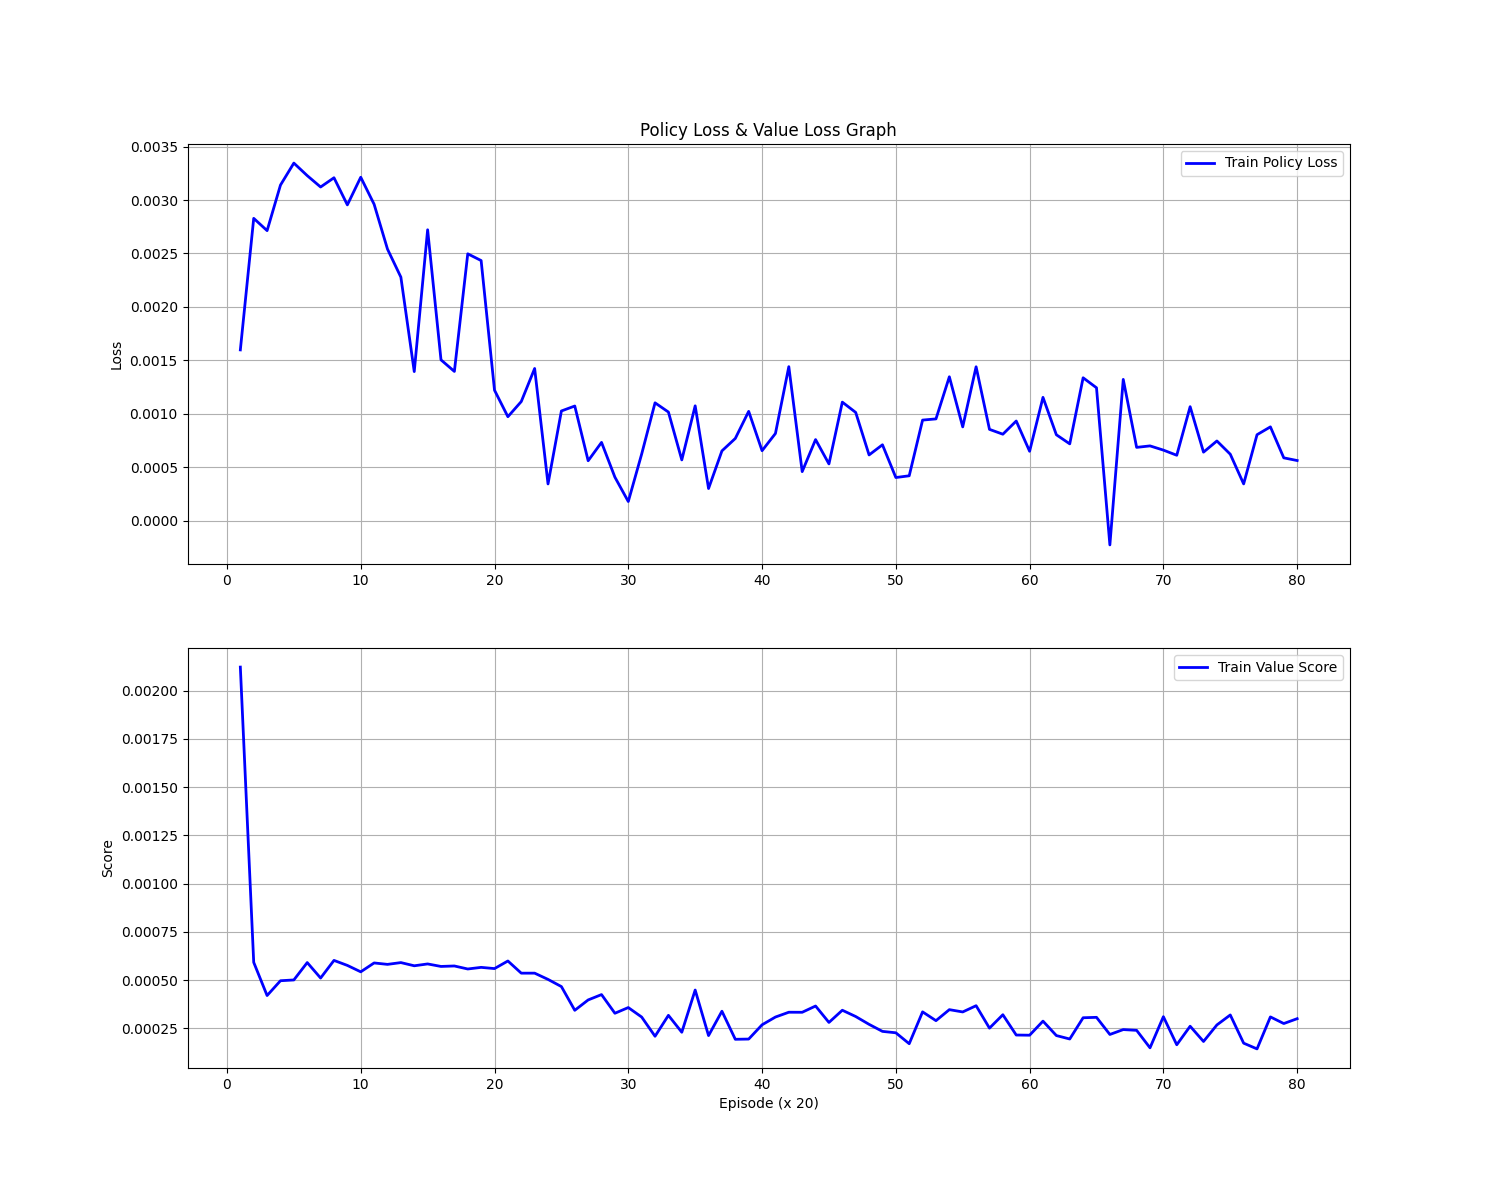 Policy Loss & Value Loss Graph
Train Policy Loss
Loss
0.0035
0.0030
0.0025
0.0020
0.0015
0.0010
0.0005
0.0000
0 10 20 30 40 50 60 70 80
Train Value Score
Score
0.00200
0.00175
0.00150
0.00125
0.00100
0.00075
0.00050
0.00025
0 10 20 30 40 50 60 70 80
Episode (x 20)